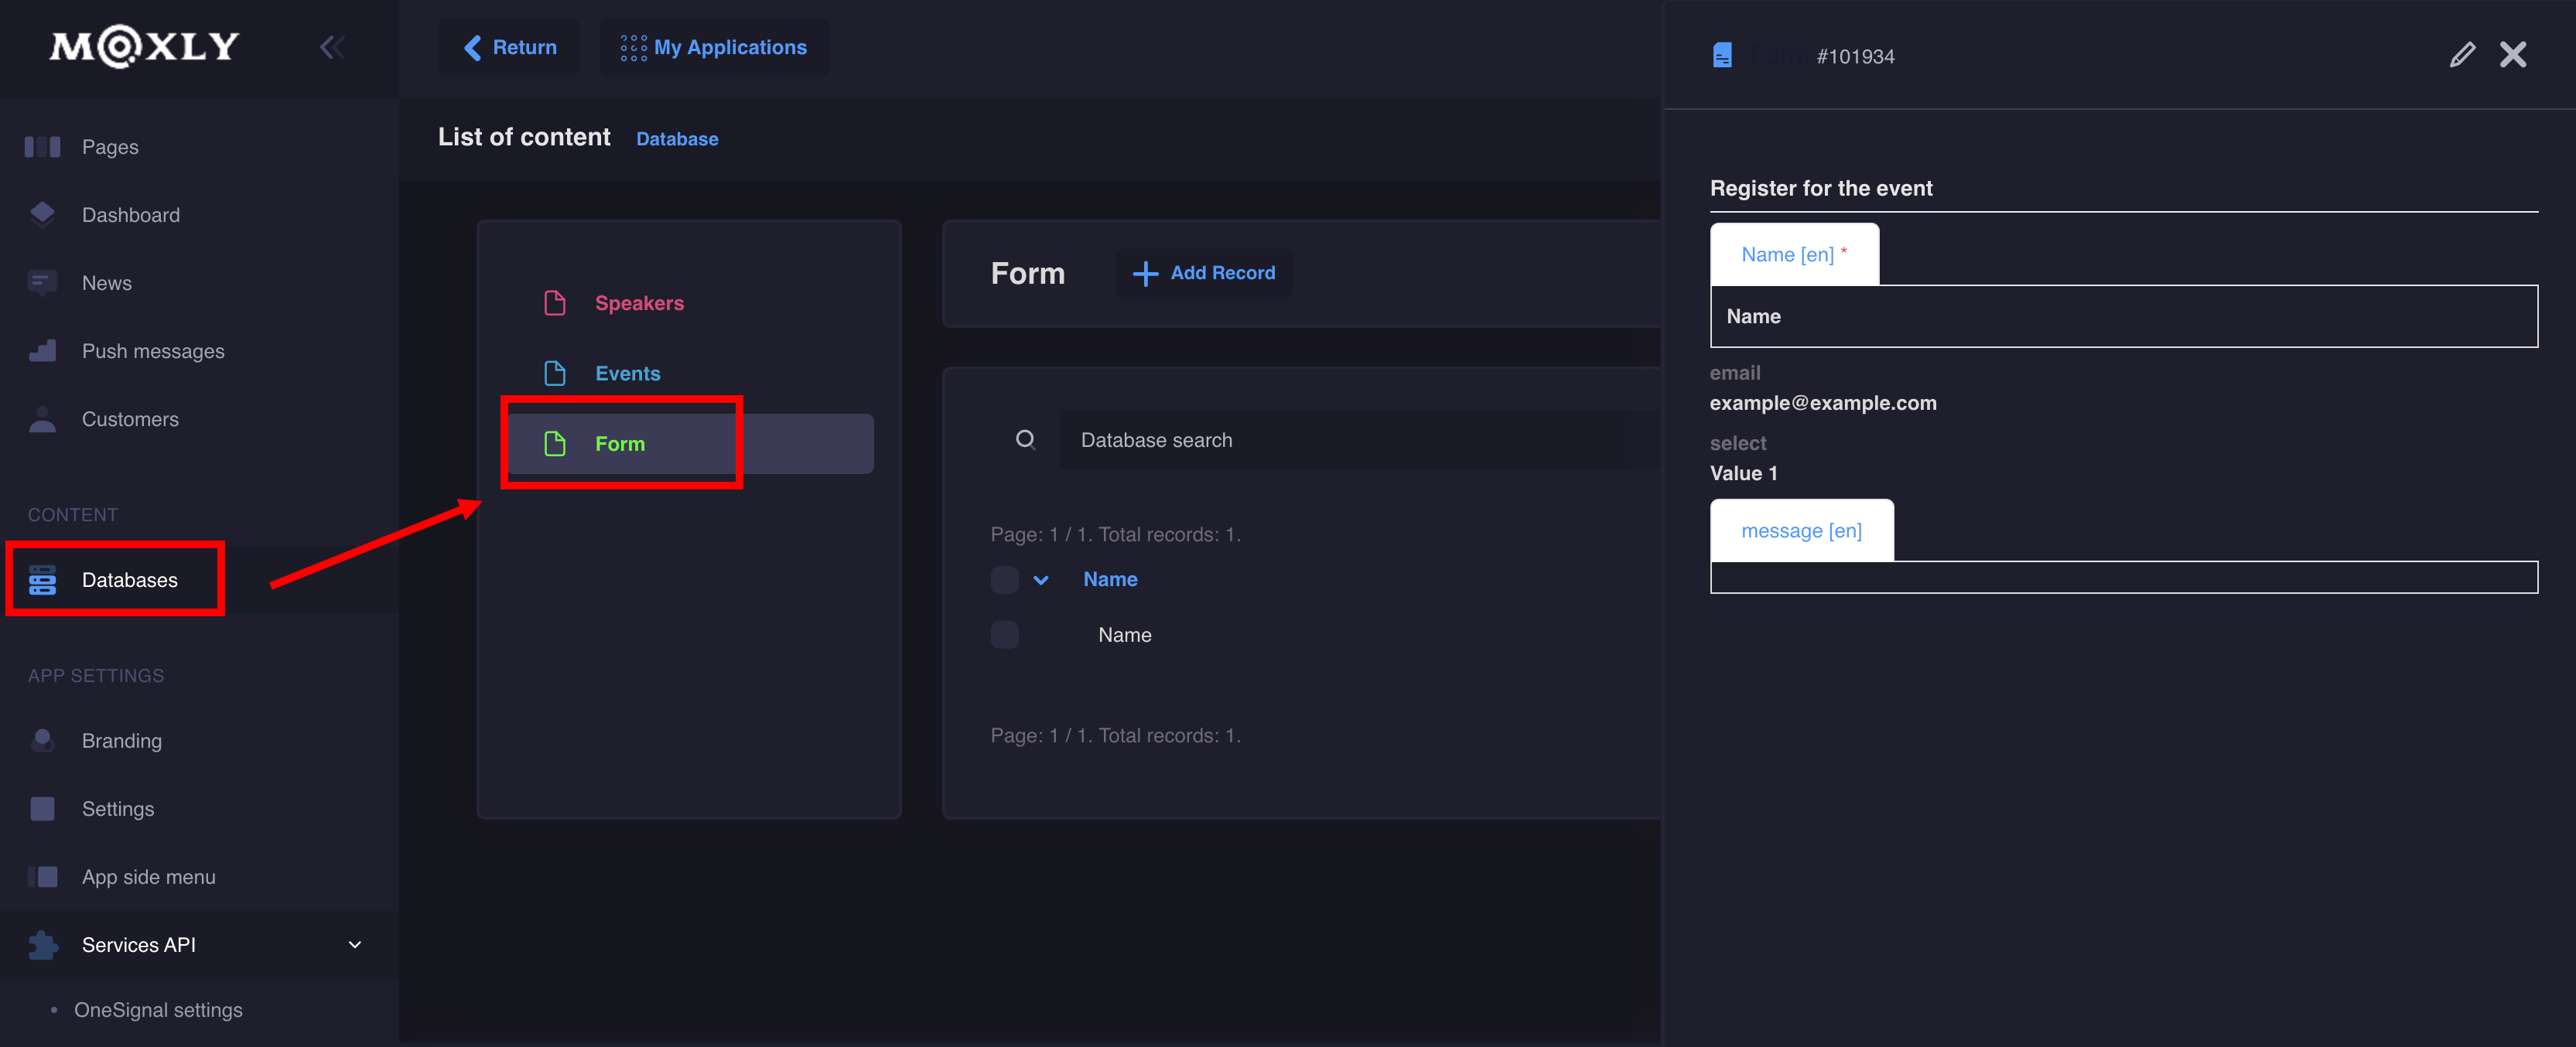 MOXLY
Return
My Applications
Pages
Dashboard
News
Push messages
Customers
CONTENT
Databases
APP SETTINGS
Branding
Settings
App side menu
Services API
OneSignal settings
List of content Database
Speakers
Events
Form
Form
Add Record
Database search
Page: 1 / 1. Total records: 1.
Name
Name
Page: 1 / 1. Total records: 1.
Form #101934
Register for the event
Name [en] *
Name
email
example@example.com
select
Value 1
message [en]